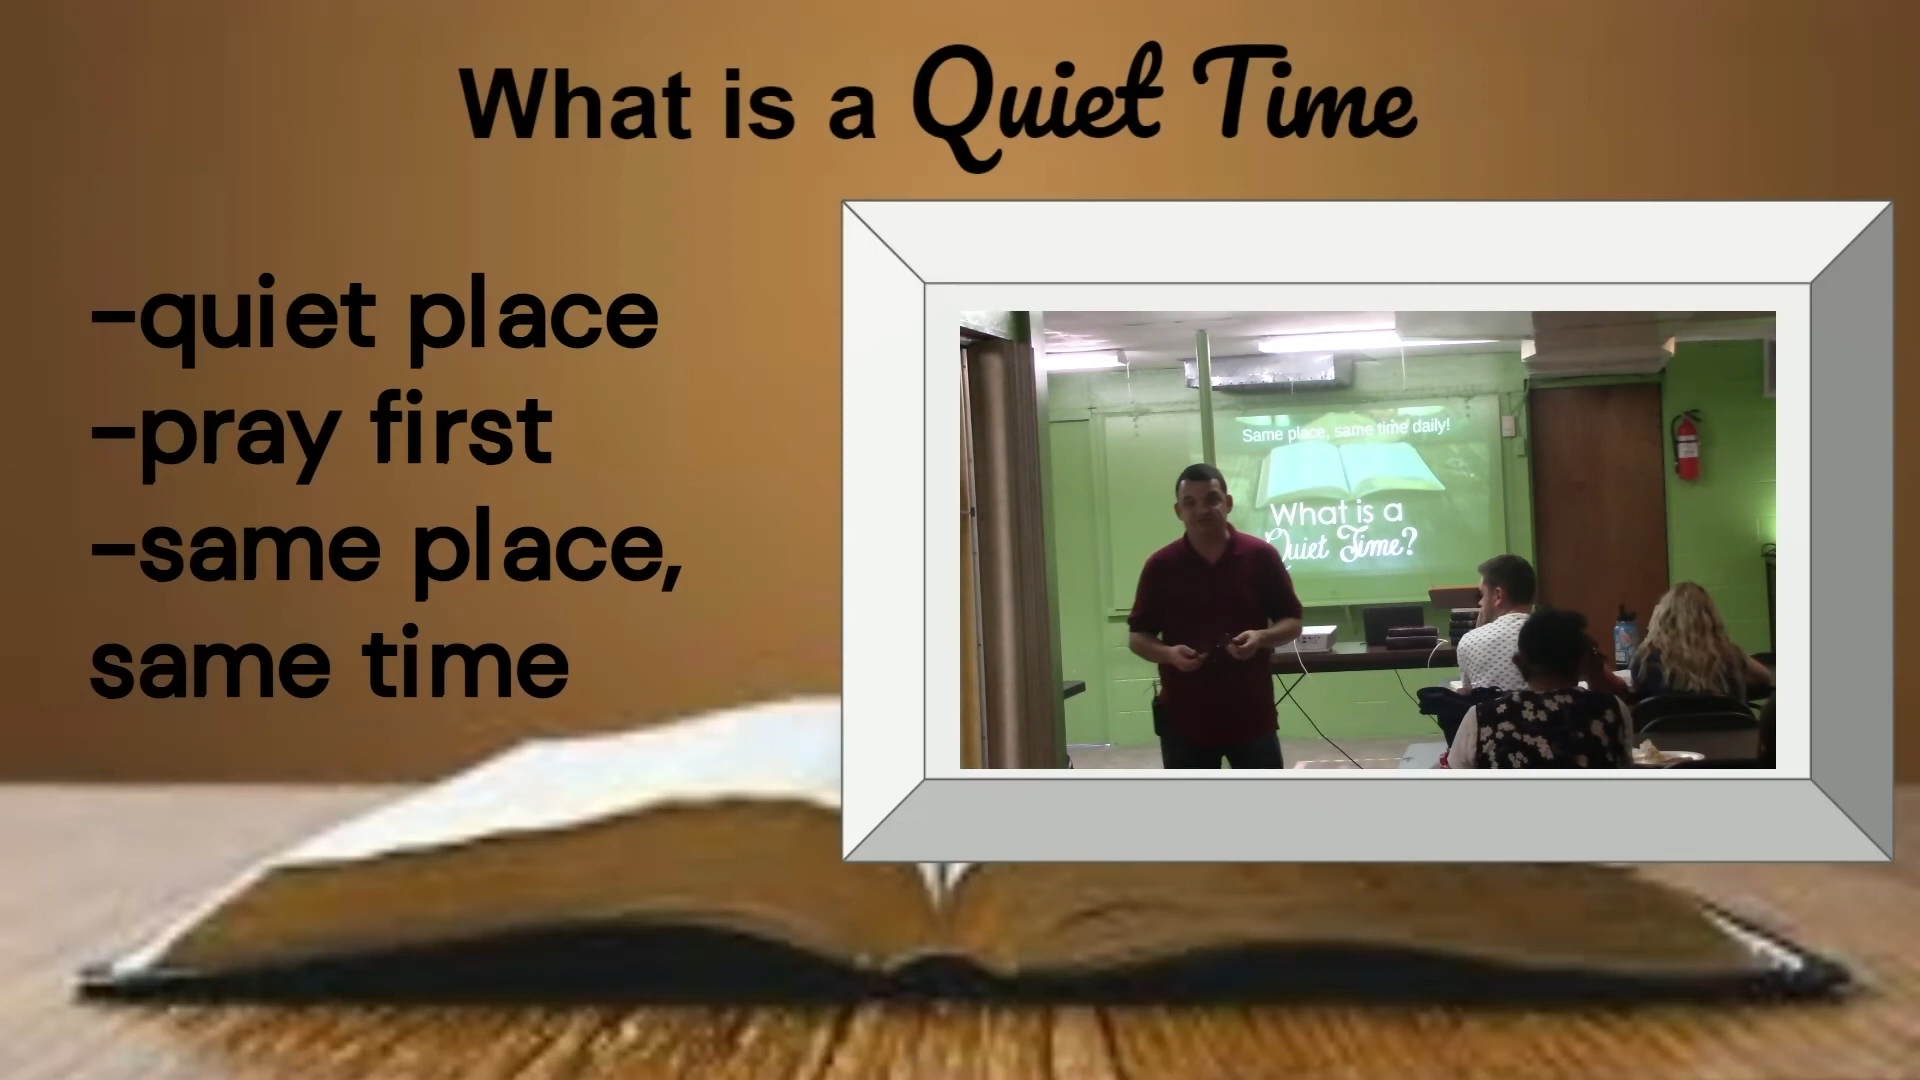 What is a Quiet Time
-quiet place
-pray first
-same place,
same time
Same place, same time daily!
What is a
Quiet Time?